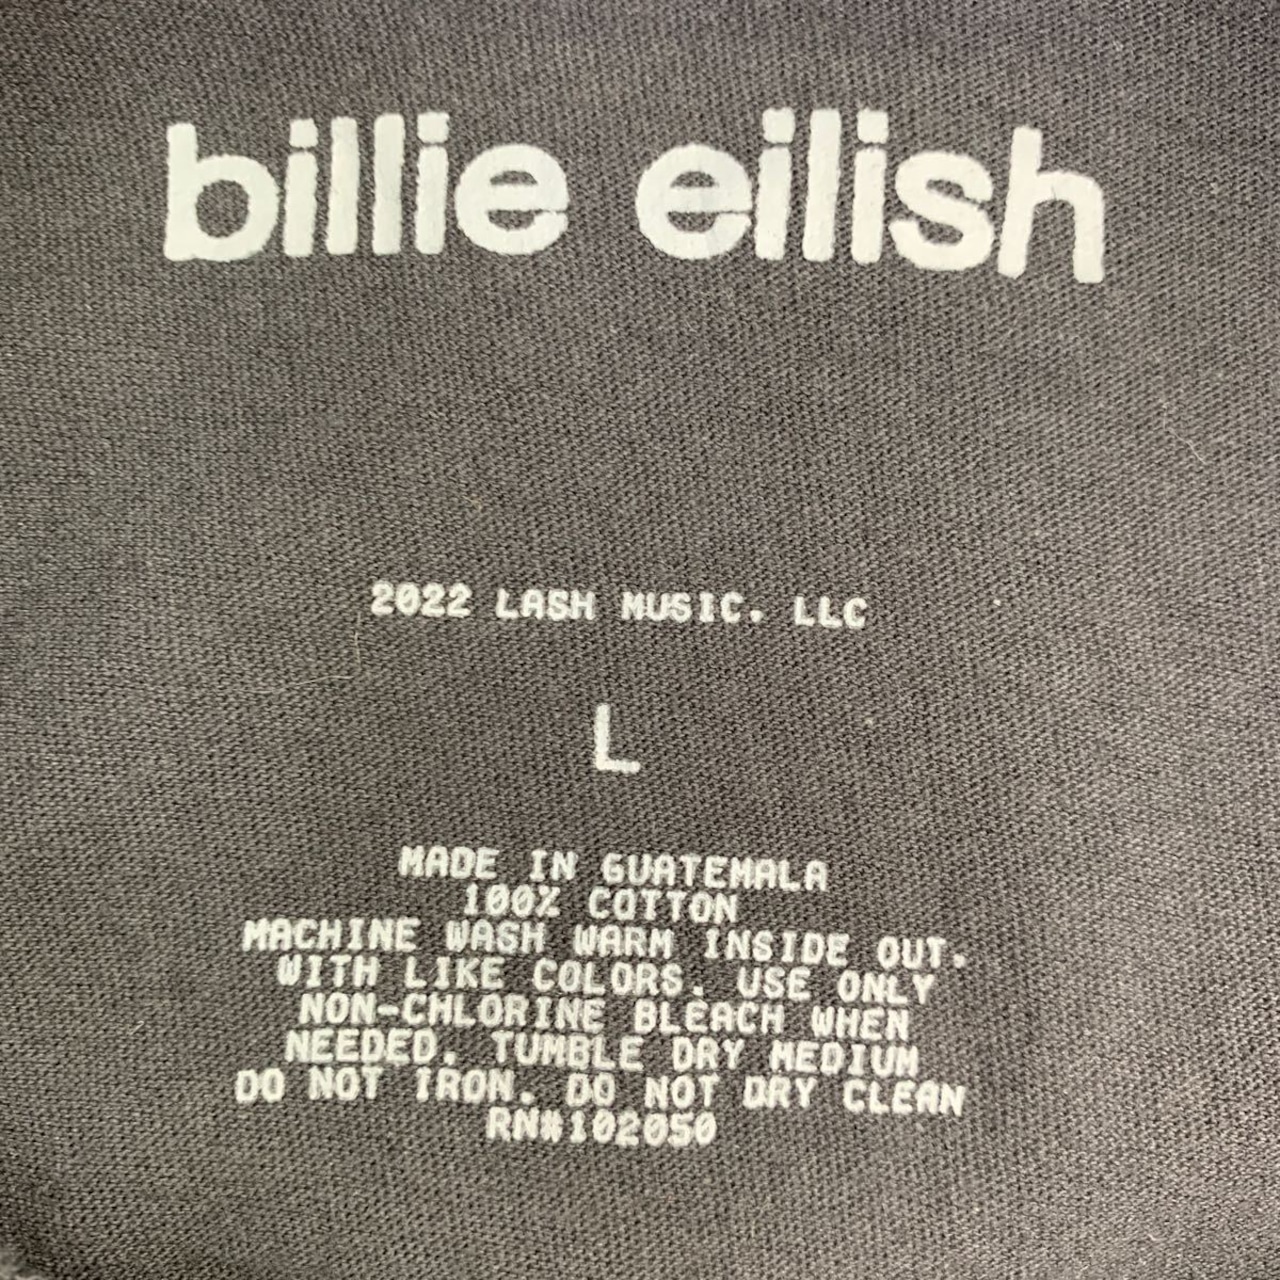 billie eilish
2022 LASH MUSIC. LLC
L
MADE IN GUATEMALA
100% COTTON
MACHINE WASH WARM INSIDE OUT.
WITH LIKE COLORS. USE ONLY
NON-CHLORINE BLEACH WHEN
NEEDED. TUMBLE DRY MEDIUM
DO NOT IRON. DO NOT DRY CLEAN
RN#102050